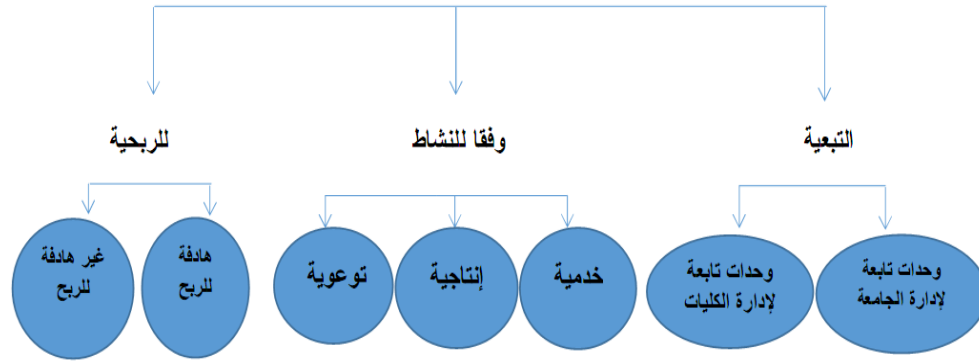 التبعية
وفقا للنشاط
للربحية
وحدات تابعة
لإدارة الجامعة
وحدات تابعة
لإدارة الكليات
خدمية
إنتاجية
توعوية
هادفة
للربح
غير هادفة
للربح